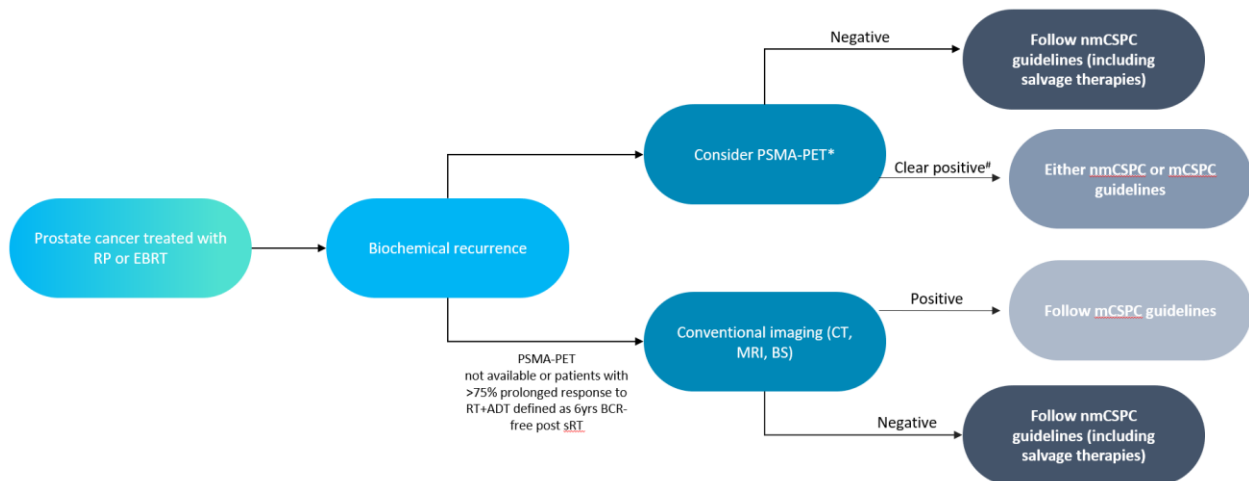 Prostate cancer treated with
RP or EBRT
Biochemical recurrence
Consider PSMA-PET*
Negative
Follow nmCSPC
guidelines (including
salvage therapies)
Clear positive#
Either nmCSPC or mCSPC
guidelines
PSMA-PET
not available or patients with
>75% prolonged response to
RT+ADT defined as 6yrs BCR-
free post sRT
Conventional imaging (CT,
MRI, BS)
Positive
Follow mCSPC guidelines
Negative
Follow nmCSPC
guidelines (including
salvage therapies)